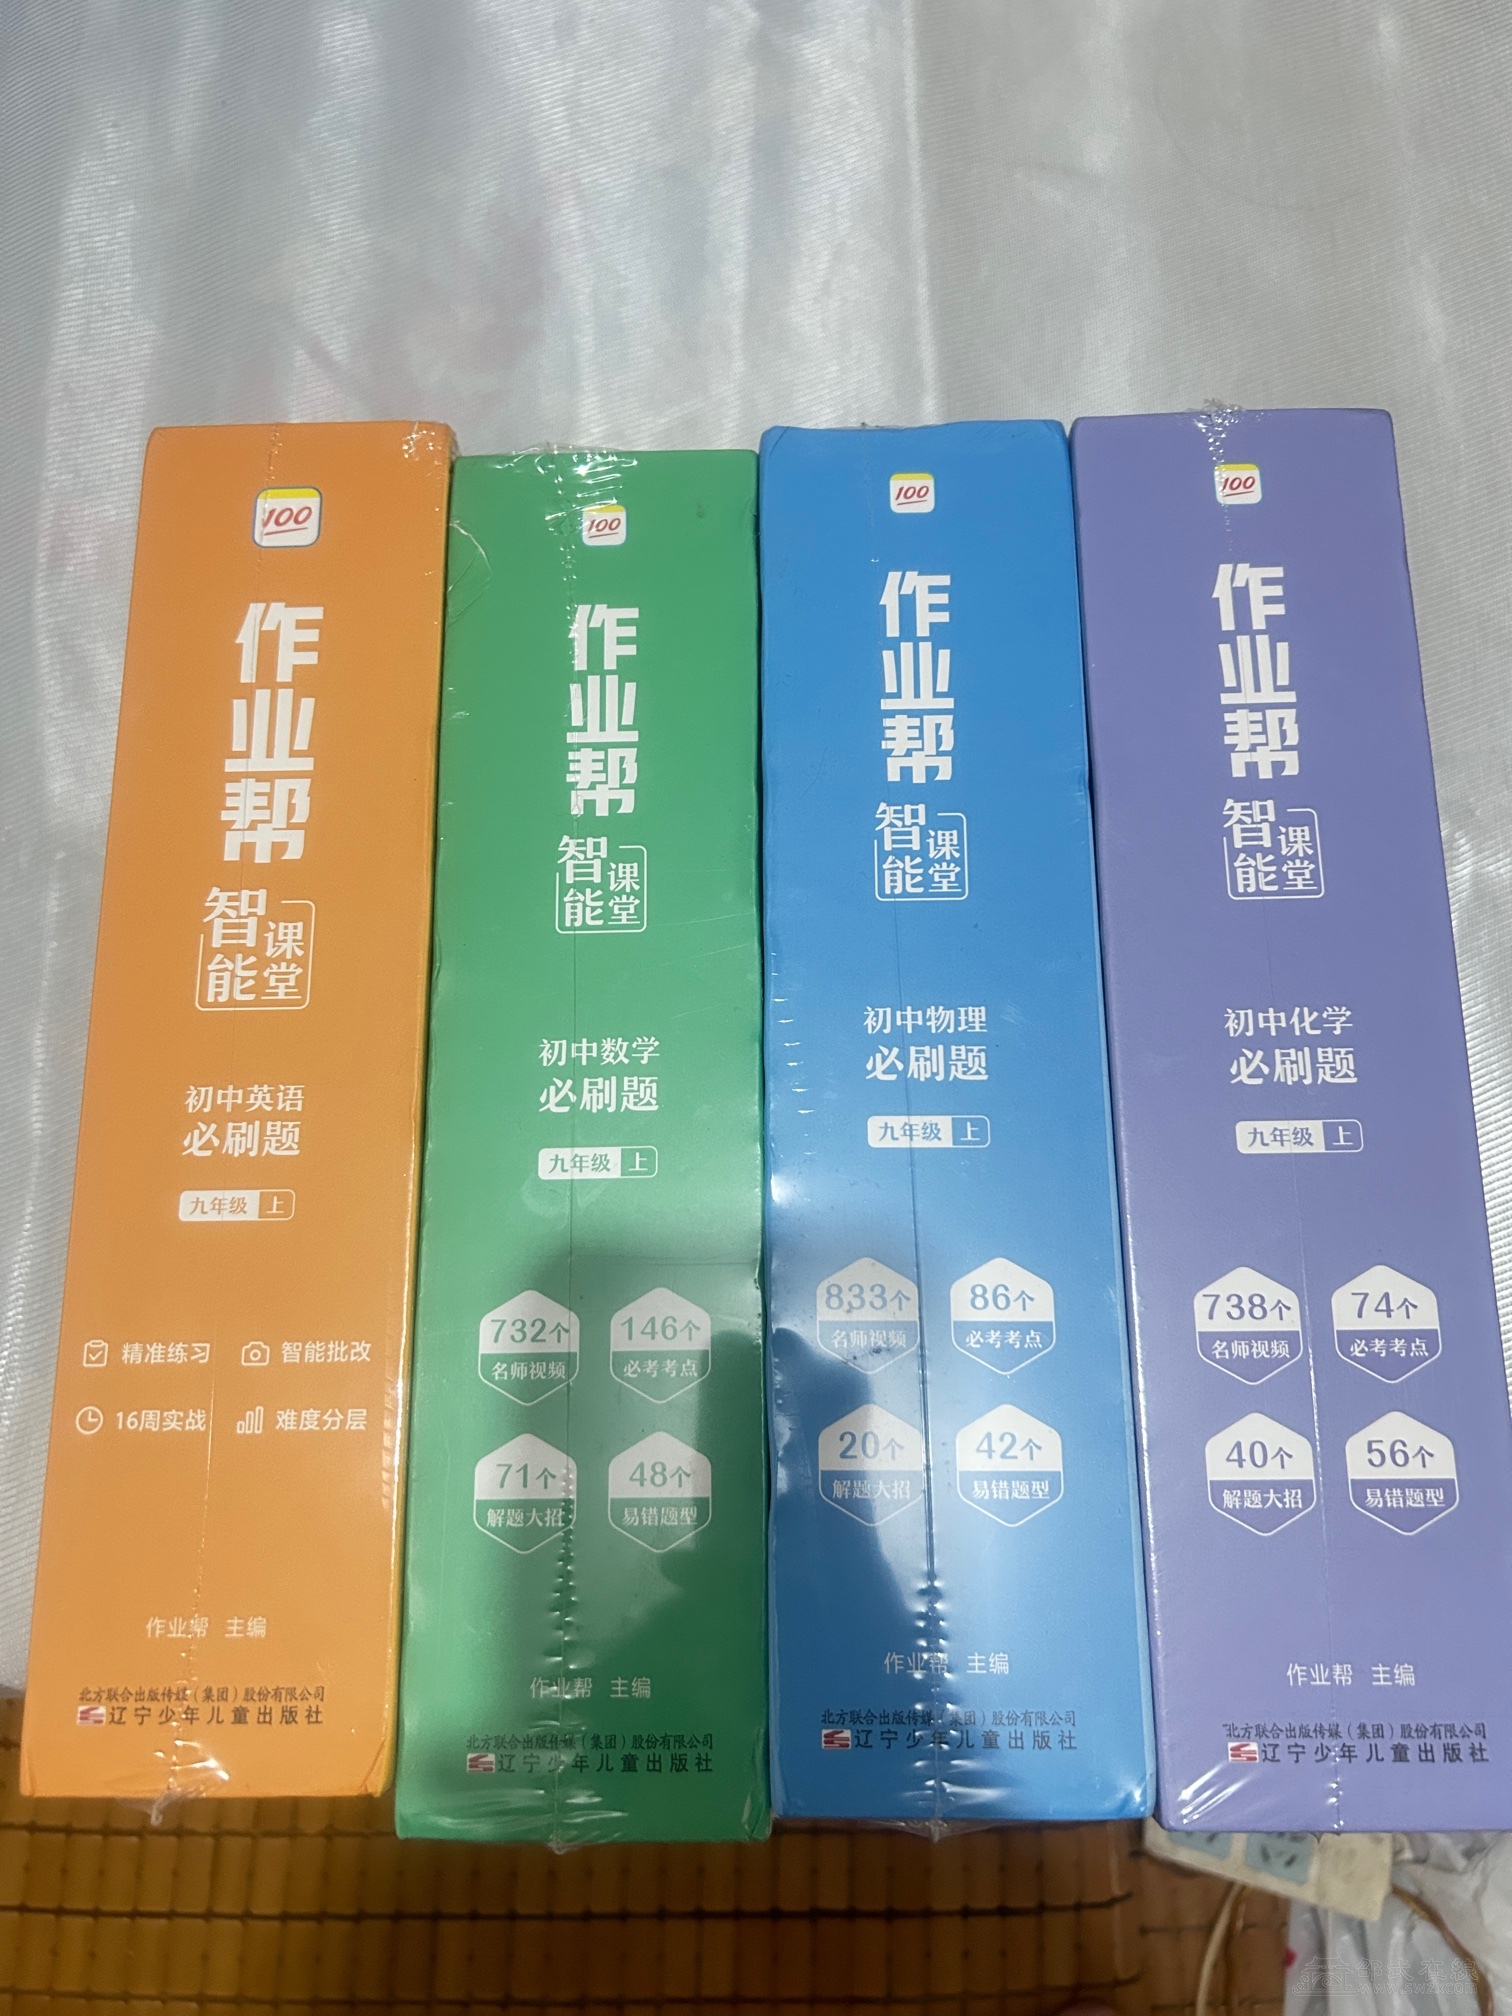 100
作业帮
智能
课堂
初中英语
必刷题
九年级 上
精准练习 智能批改
16周实战 难度分层
作业帮 主编
北方联合出版传媒（集团）股份有限公司
辽宁少年儿童出版社
100
作业帮
智能
课堂
初中数学
必刷题
九年级 上
732个 146个
名师视频 必考考点
71个 48个
解题大招 易错题型
作业帮 主编
北方联合出版传媒（集团）股份有限公司
辽宁少年儿童出版社
100
作业帮
智能
课堂
初中物理
必刷题
九年级 上
833个 86个
名师视频 必考考点
20个 42个
解题大招 易错题型
作业帮 主编
北方联合出版传媒（集团）股份有限公司
辽宁少年儿童出版社
100
作业帮
智能
课堂
初中化学
必刷题
九年级 上
738个 74个
名师视频 必考考点
40个 56个
解题大招 易错题型
作业帮 主编
北方联合出版传媒（集团）股份有限公司
辽宁少年儿童出版社